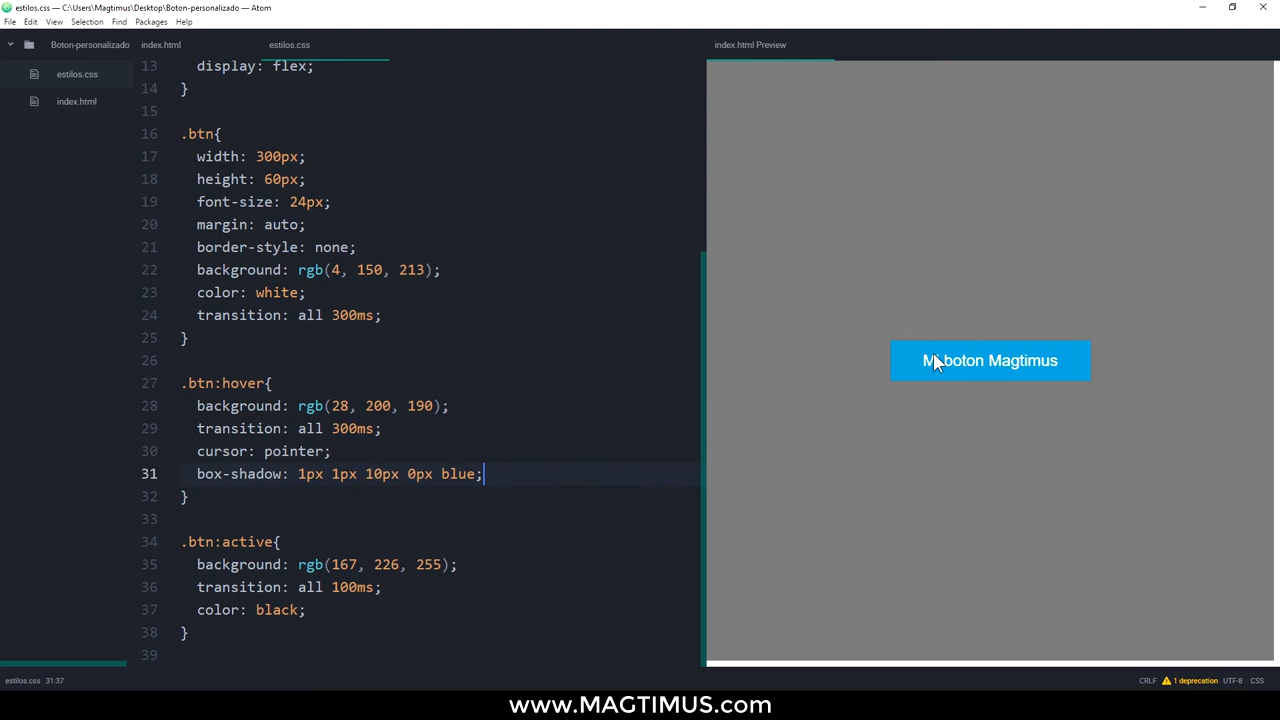 estilos.css — C:\Users\Magtimus\Desktop\Boton-personalizado — Atom
File Edit View Selection Find Packages Help
Boton-personalizado
estilos.css
index.html
index.html
estilos.css
13 display: flex;
14 }
15
16 .btn{
17 width: 300px;
18 height: 60px;
19 font-size: 24px;
20 margin: auto;
21 border-style: none;
22 background: rgb(4, 150, 213);
23 color: white;
24 transition: all 300ms;
25 }
26
27 .btn:hover{
28 background: rgb(28, 200, 190);
29 transition: all 300ms;
30 cursor: pointer;
31 box-shadow: 1px 1px 10px 0px blue;
32 }
33
34 .btn:active{
35 background: rgb(167, 226, 255);
36 transition: all 100ms;
37 color: black;
38 }
39
index.html Preview
Mi boton Magtimus
estilos.css 31:37
CRLF 1 deprecation UTF-8 CSS
www.MAGTIMUS.com